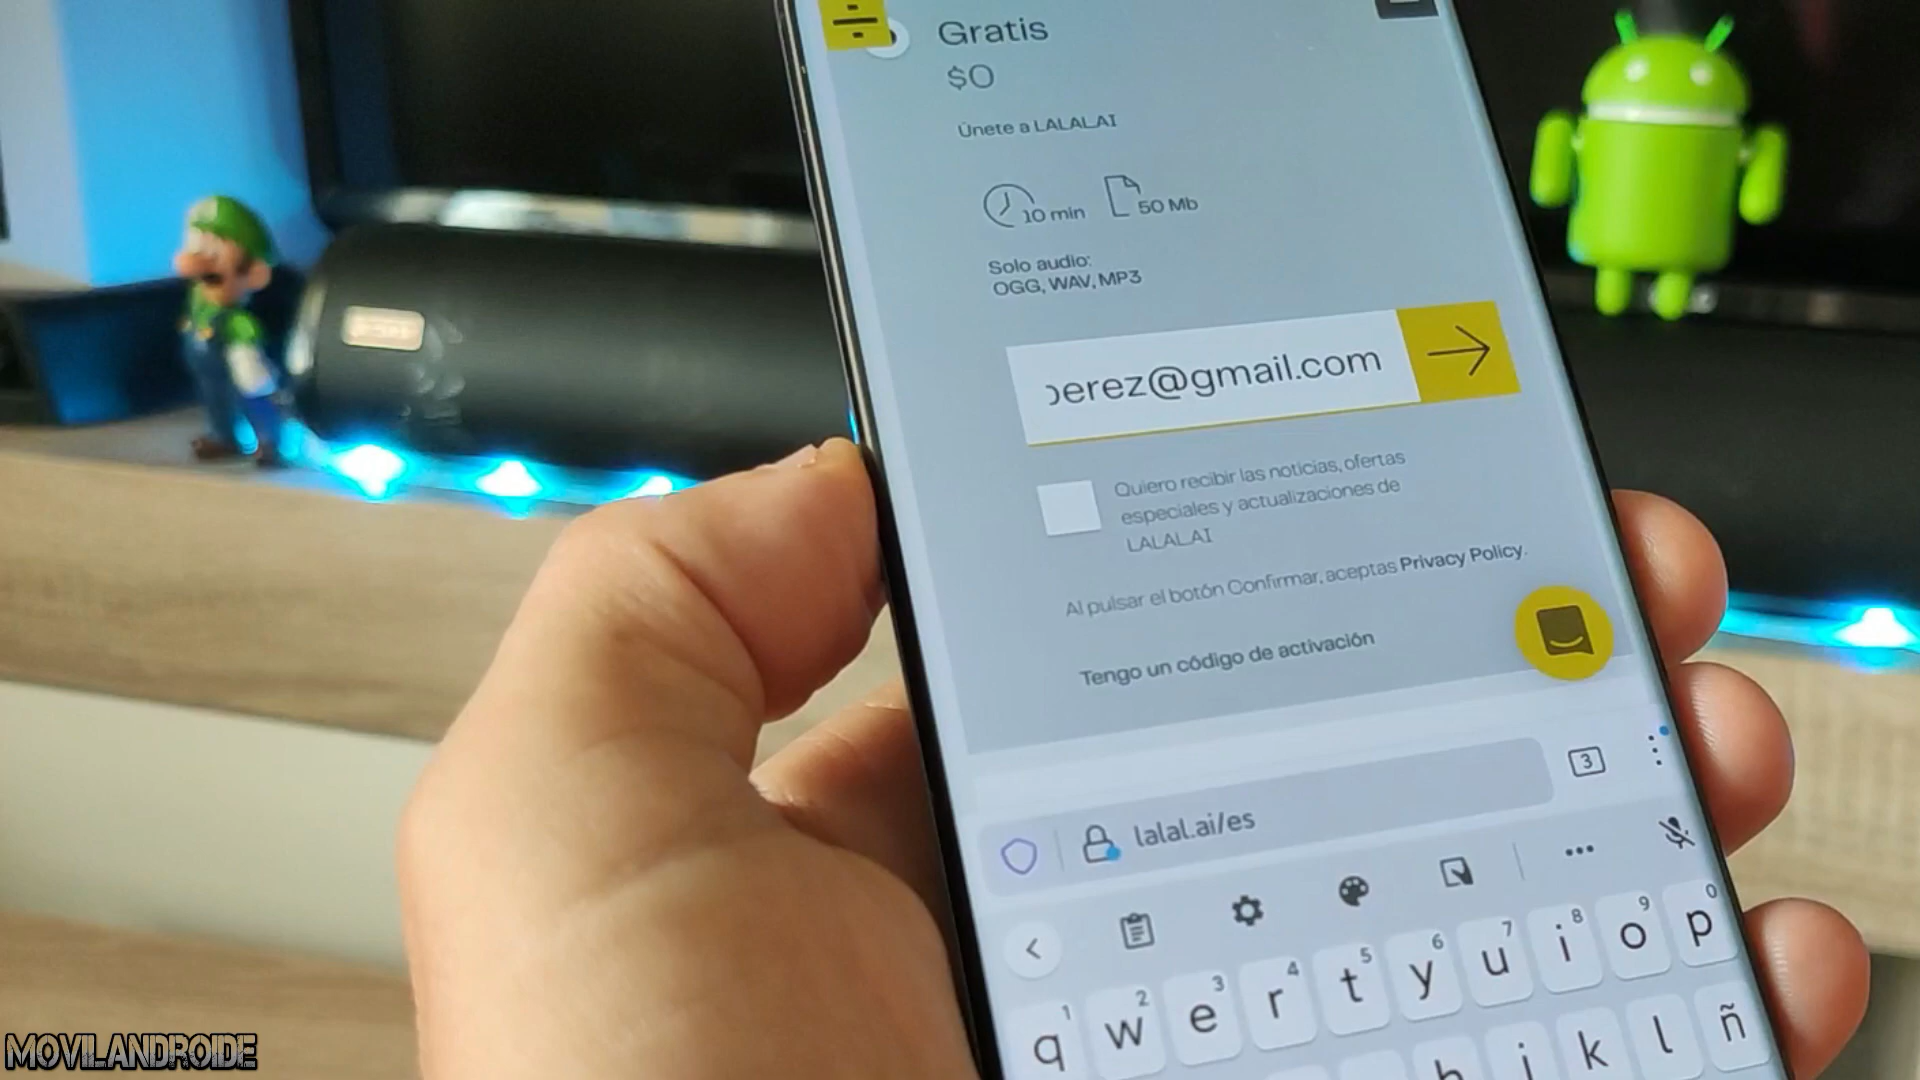 Gratis
$0
Únete a LALALAI
10 min 50 Mb
Solo audio:
OGG, WAV, MP3
perez@gmail.com
Quiero recibir las noticias, ofertas
especiales y actualizaciones de
LALALAI
Al pulsar el botón Confirmar, aceptas Privacy Policy.
Tengo un código de activación
3
lalal.ai/es
1 2 3 4 5 6 7 8 9 0
q w e r t y u i o p
h j k l ñ
MOVILANDROIDE